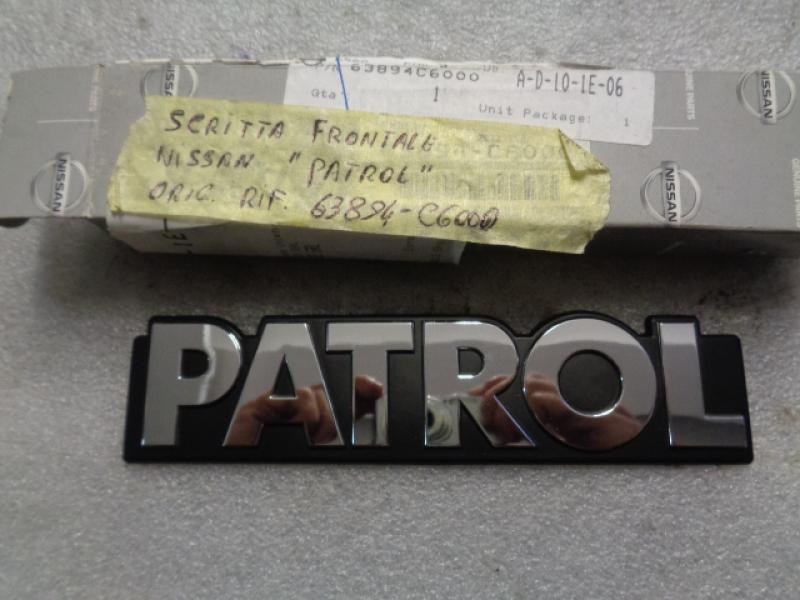 P/N 63894C6000
A-D-10-1E-06
Qta 1
Unit Package: 1
SCRITTA FRONTALE
NISSAN "PATROL"
ORIG. RIF. 63894-C6000
NISSAN
NISSAN
NISSAN
NISSAN
PATROL